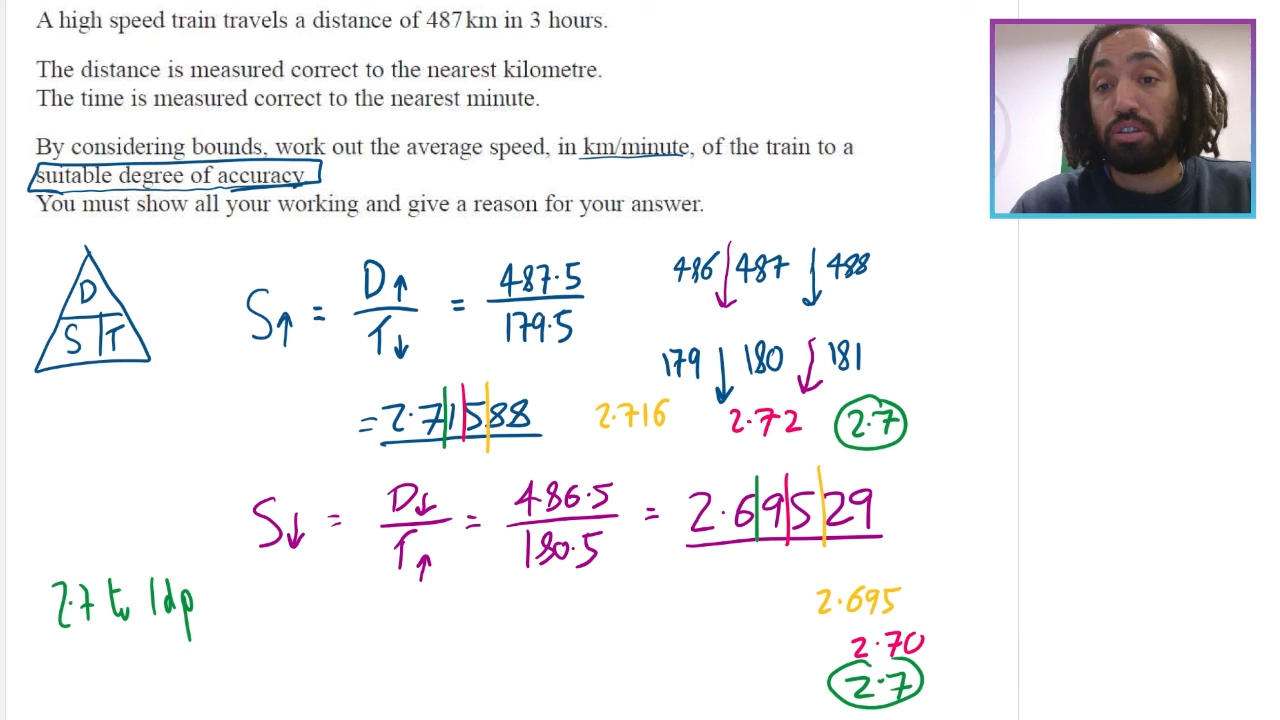 A high speed train travels a distance of 487 km in 3 hours.
The distance is measured correct to the nearest kilometre.
The time is measured correct to the nearest minute.
By considering bounds, work out the average speed, in km/minute, of the train to a
suitable degree of accuracy.
You must show all your working and give a reason for your answer.
D
S T
S↑ = D↑/T↓ = 487.5/179.5
486 487 488
179 180 181
= 2.71588
2.716 2.72 2.7
S↓ = D↓/T↑ = 486.5/180.5 = 2.69529
2.7 to 1dp
2.695
2.70
2.7